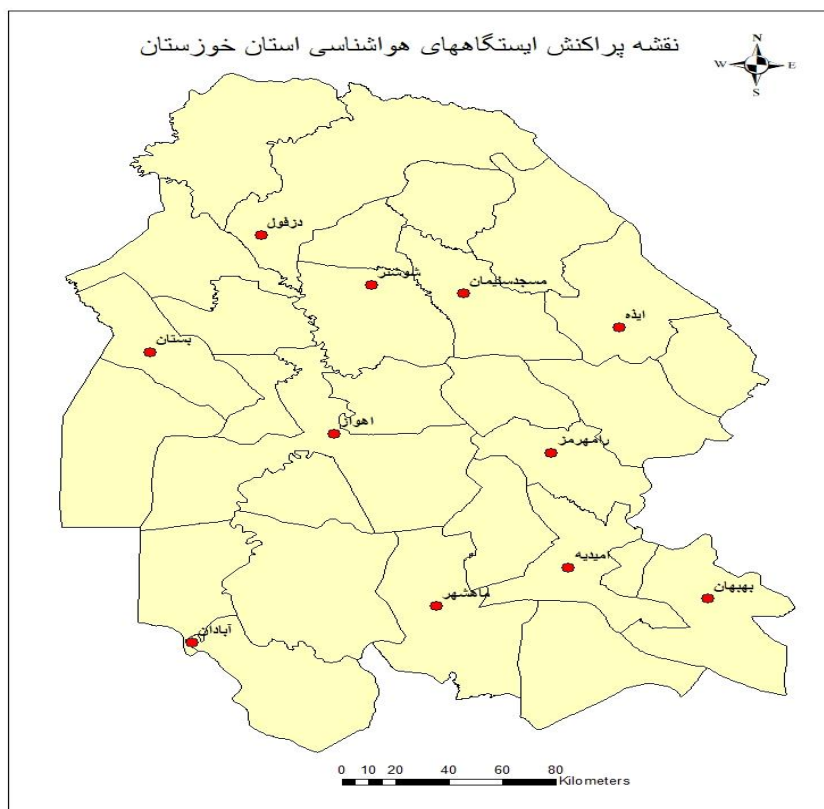 نقشه پراکنش ایستگاههای هواشناسی استان خوزستان
N
W E
S
دزفول
شوشتر
مسجدسلیمان
ایذه
بستان
اهواز
رامهرمز
امیدیه
بهبهان
ماهشهر
آبادان
0 10 20 40 60 80
Kilometers